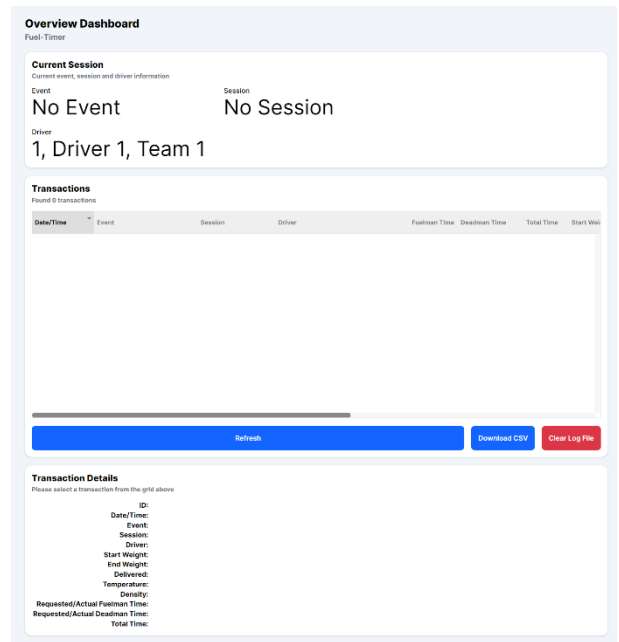 Overview Dashboard
Fuel-Timer
Current Session
Current event, session and driver information
Event Session
No Event No Session
Driver
1, Driver 1, Team 1
Transactions
Found 0 transactions
Date/Time Event Session Driver Fuelman Time Deadman Time Total Time Start Wei
Refresh Download CSV Clear Log File
Transaction Details
Please select a transaction from the grid above
ID:
Date/Time:
Event:
Session:
Driver:
Start Weight:
End Weight:
Delivered:
Temperature:
Density:
Requested/Actual Fuelman Time:
Requested/Actual Deadman Time:
Total Time: